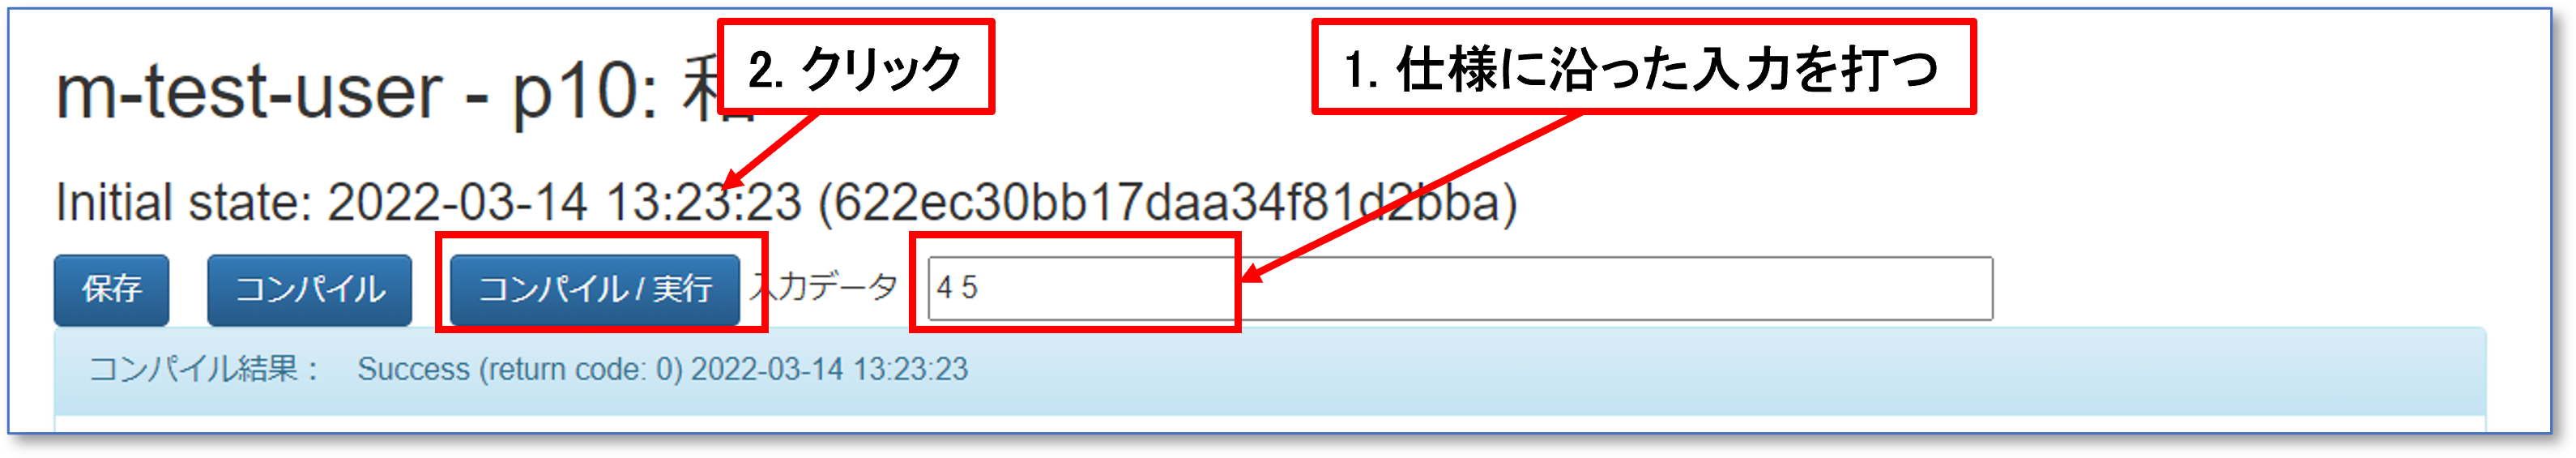 2. クリック
1. 仕様に沿った入力を打つ
m-test-user - p10:
Initial state: 2022-03-14 13:23:23 (622ec30bb17daa34f81d2bba)
保存 コンパイル コンパイル / 実行 入力データ 4 5
コンパイル結果： Success (return code: 0) 2022-03-14 13:23:23